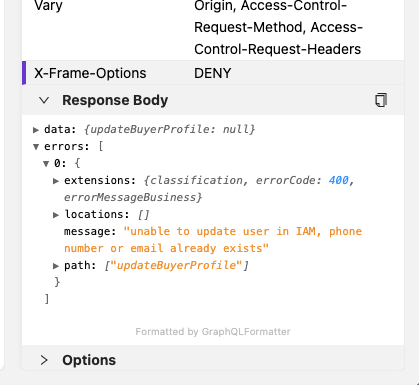 Vary Origin, Access-Control-
Request-Method, Access-
Control-Request-Headers
X-Frame-Options DENY
Response Body
data: {updateBuyerProfile: null}
errors: [
0: {
extensions: {classification, errorCode: 400,
errorMessageBusiness}
locations: []
message: "unable to update user in IAM, phone
number or email already exists"
path: ["updateBuyerProfile"]
}
]
Formatted by GraphQLFormatter
Options